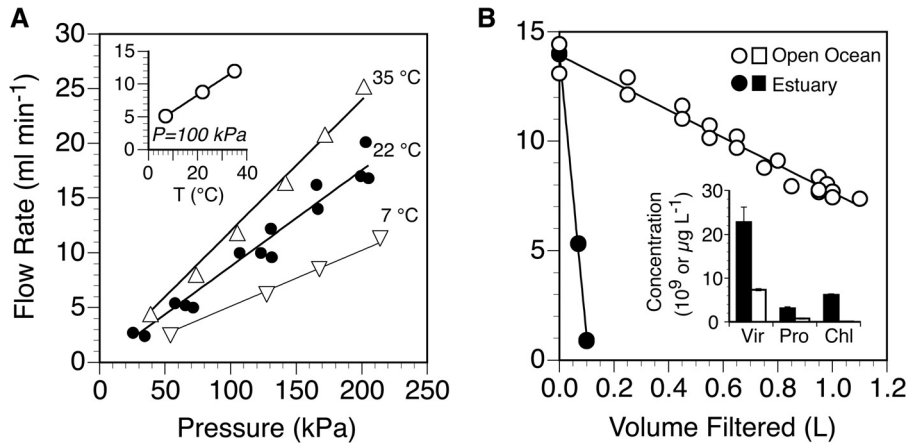 A
B
Flow Rate (ml min-1)
30
25
20
15
10
5
0
0
50
100
150
200
250
Pressure (kPa)
35 °C
22 °C
7 °C
15
10
5
0
0
20
40
P=100 kPa
T (°C)
15
10
5
0
0.0
0.2
0.4
0.6
0.8
1.0
1.2
Volume Filtered (L)
Open Ocean
Estuary
Concentration
(10⁹ or µg L⁻¹)
30
20
10
0
Vir Pro Chl